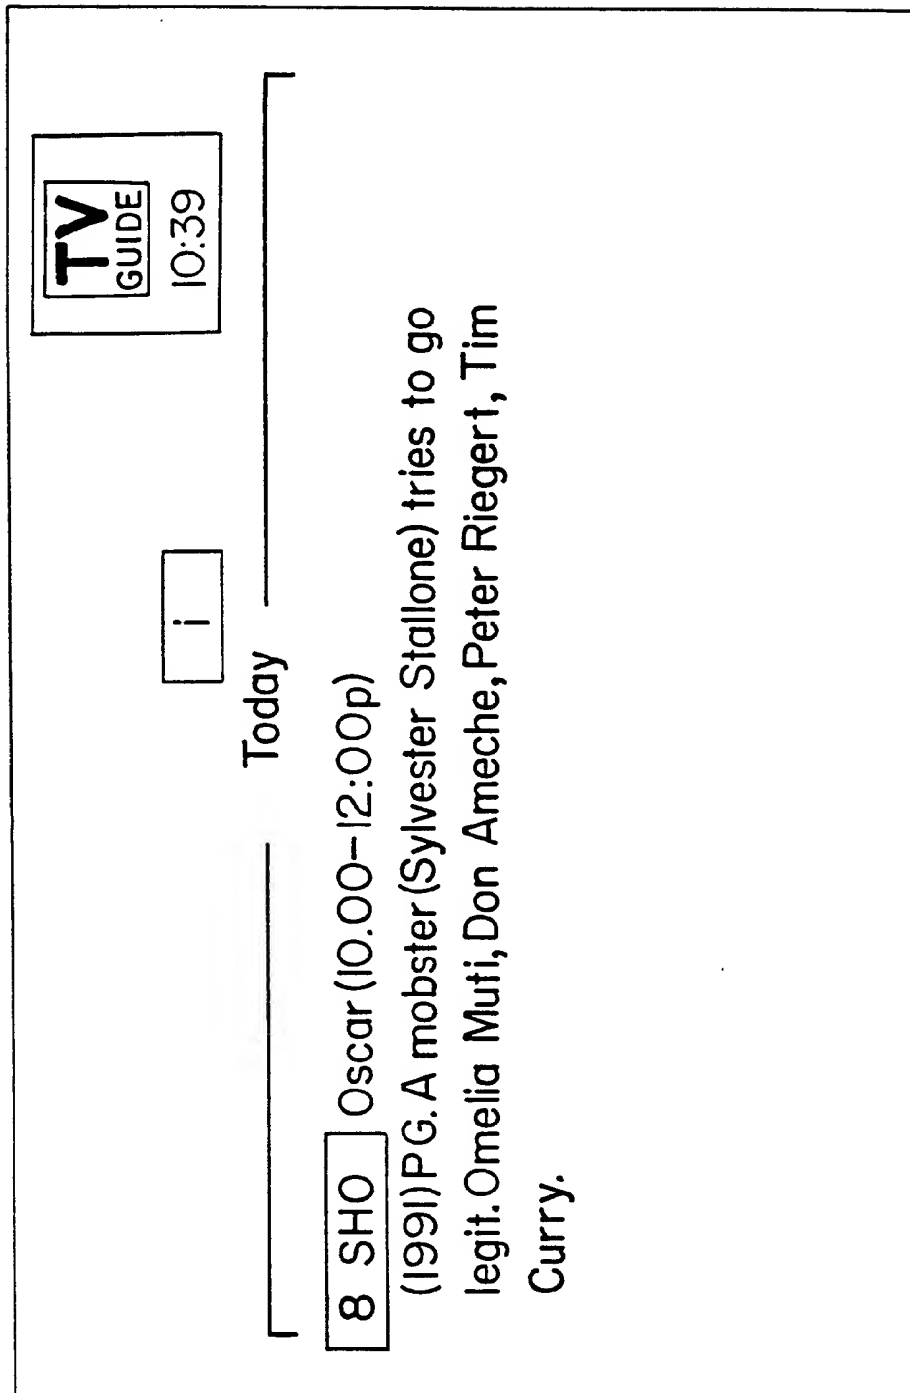 TV
GUIDE
10:39
i
Today
8 SHO Oscar (10.00-12:00p)
(1991) PG. A mobster (Sylvester Stallone) tries to go
legit. Omelia Muti, Don Ameche, Peter Riegert, Tim
Curry.